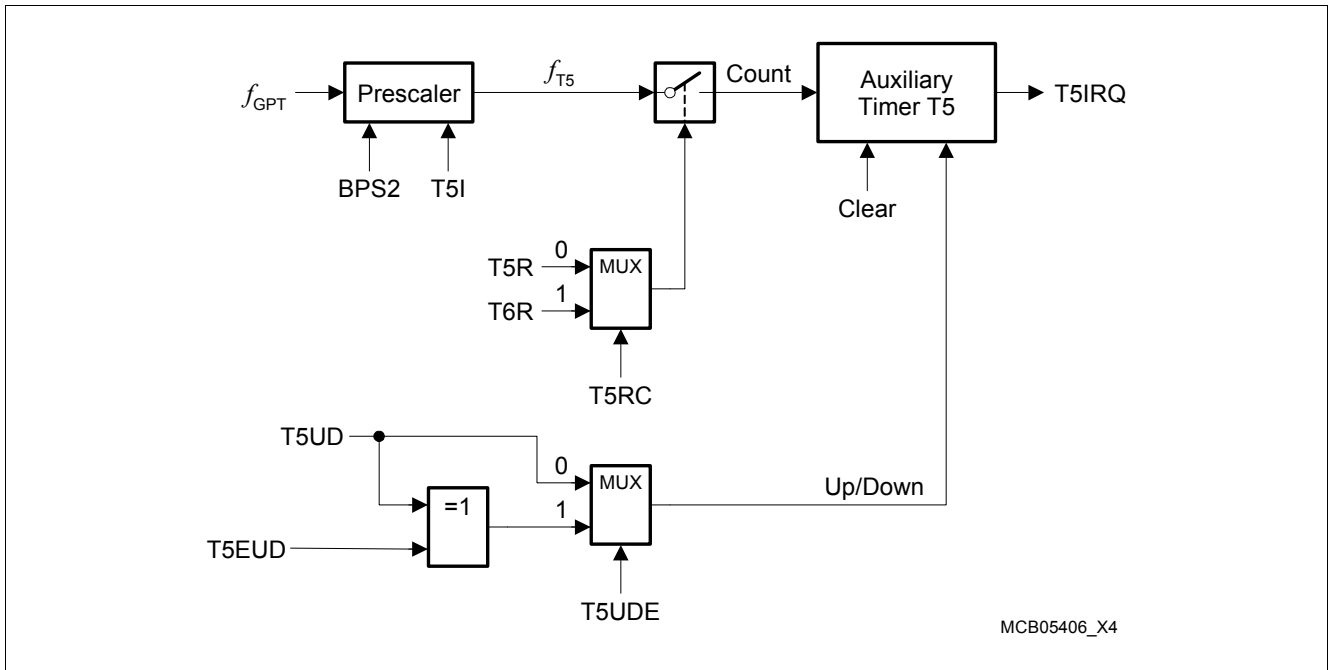 fGPT
Prescaler
fT5
Count
Auxiliary
Timer T5
T5IRQ
BPS2
T5I
Clear
T5R
0
MUX
T6R
1
T5RC
T5UD
0
MUX
=1
1
Up/Down
T5EUD
T5UDE
MCB05406_X4